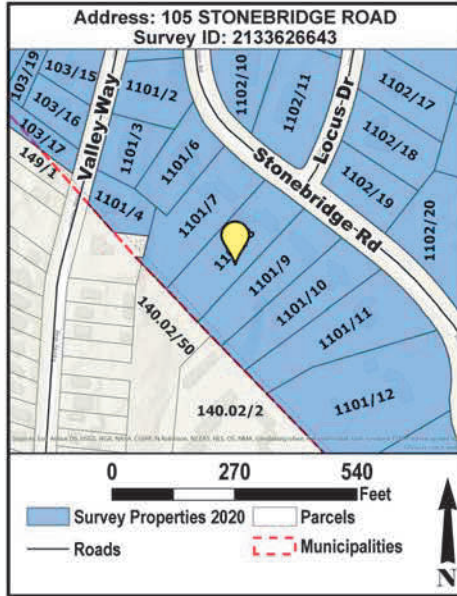 Address: 105 STONEBRIDGE ROAD
Survey ID: 2133626643
103/19
103/15
1101/2
1102/10
1102/11
1102/17
103/16
Valley Way
Locus Dr
103/17
1101/3
1101/6
1102/18
149/1
Stonebridge Rd
1102/19
1101/4
1101/7
1102/20
1101/9
1101/10
140.02/50
1101/11
140.02/2
1101/12
0 270 540
Feet
Survey Properties 2020
Parcels
Roads
Municipalities
N